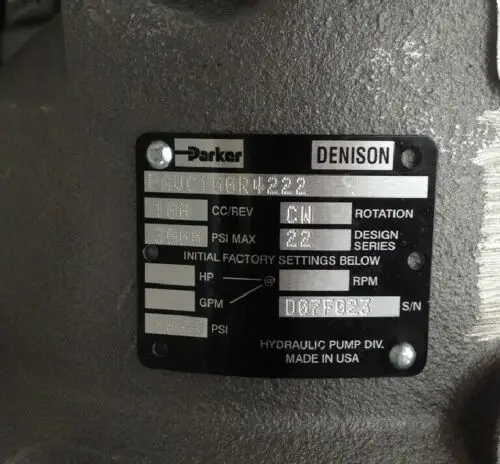 Parker DENISON
PAVC100R4222
100 CC/REV CW ROTATION
PSI MAX 22 DESIGN SERIES
INITIAL FACTORY SETTINGS BELOW
HP @ RPM
GPM
D07F023 S/N
PSI
HYDRAULIC PUMP DIV.
MADE IN USA